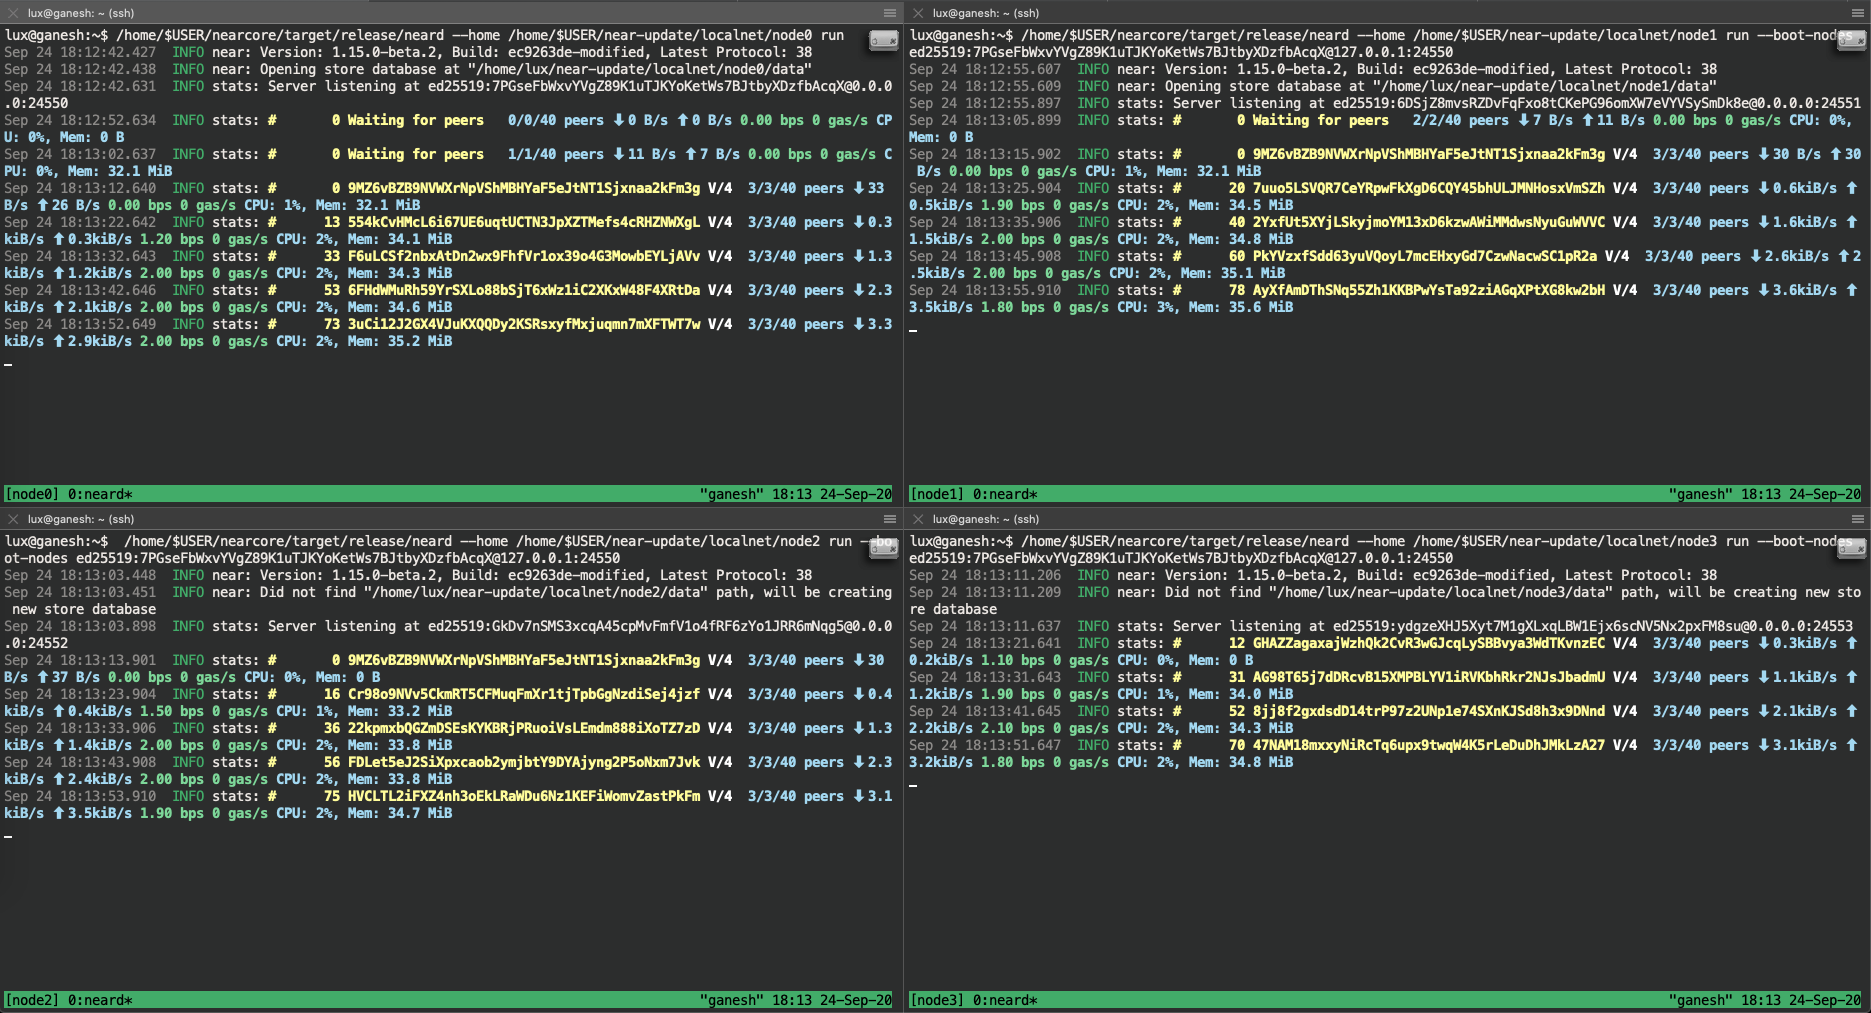 lux@ganesh: ~ (ssh)
lux@ganesh:~$ /home/$USER/nearcore/target/release/neard --home /home/$USER/near-update/localnet/node0 run
Sep 24 18:12:42.427  INFO near: Version: 1.15.0-beta.2, Build: ec9263de-modified, Latest Protocol: 38
Sep 24 18:12:42.438  INFO near: Opening store database at "/home/lux/near-update/localnet/node0/data"
Sep 24 18:12:42.631  INFO stats: Server listening at ed25519:7PGseFbWxvYVgZ89K1uTJKYoKetWs7BJtbyXDzfbAcqX@0.0.0
.0:24550
Sep 24 18:12:52.634  INFO stats: #       0 Waiting for peers   0/0/40 peers ⬇0 B/s ⬆0 B/s 0.00 bps 0 gas/s CP
U: 0%, Mem: 0 B
Sep 24 18:13:02.637  INFO stats: #       0 Waiting for peers   1/1/40 peers ⬇11 B/s ⬆7 B/s 0.00 bps 0 gas/s C
PU: 0%, Mem: 32.1 MiB
Sep 24 18:13:12.640  INFO stats: #       0 9MZ6vBZB9NVWXrNpVShMBHYaF5eJtNT1Sjxnaa2kFm3g V/4  3/3/40 peers ⬇33
B/s ⬆26 B/s 0.00 bps 0 gas/s CPU: 1%, Mem: 32.1 MiB
Sep 24 18:13:22.642  INFO stats: #      13 554kCvHMcL6i67UE6uqtUCTN3JpXZTMefs4cRHZNWXgL V/4  3/3/40 peers ⬇0.3
kiB/s ⬆0.3kiB/s 1.20 bps 0 gas/s CPU: 2%, Mem: 34.1 MiB
Sep 24 18:13:32.643  INFO stats: #      33 F6uLCSf2nbxAtDn2wx9FhfVr1ox39o4G3MowbEYLjAVv V/4  3/3/40 peers ⬇1.3
kiB/s ⬆1.2kiB/s 2.00 bps 0 gas/s CPU: 2%, Mem: 34.3 MiB
Sep 24 18:13:42.646  INFO stats: #      53 6FHdWMuRh59YrSXLo88bSjT6xWz1iC2XKxW48F4XRtDa V/4  3/3/40 peers ⬇2.3
kiB/s ⬆2.1kiB/s 2.00 bps 0 gas/s CPU: 2%, Mem: 34.6 MiB
Sep 24 18:13:52.649  INFO stats: #      73 3uCi12J2GX4VJuKXQQDy2KSRsxyfMxjuqmn7mXFTWT7w V/4  3/3/40 peers ⬇3.3
kiB/s ⬆2.9kiB/s 2.00 bps 0 gas/s CPU: 2%, Mem: 35.2 MiB
[node0] 0:neard* "ganesh" 18:13 24-Sep-20
lux@ganesh: ~ (ssh)
lux@ganesh:~$ /home/$USER/nearcore/target/release/neard --home /home/$USER/near-update/localnet/node1 run --boot-nodes
ed25519:7PGseFbWxvYVgZ89K1uTJKYoKetWs7BJtbyXDzfbAcqX@127.0.0.1:24550
Sep 24 18:12:55.607  INFO near: Version: 1.15.0-beta.2, Build: ec9263de-modified, Latest Protocol: 38
Sep 24 18:12:55.609  INFO near: Opening store database at "/home/lux/near-update/localnet/node1/data"
Sep 24 18:12:55.897  INFO stats: Server listening at ed25519:6DSjZ8mvsRZDvFqFxo8tCKePG96omXW7eVYVSySmDk8e@0.0.0.0:24551
Sep 24 18:13:05.899  INFO stats: #       0 Waiting for peers   2/2/40 peers ⬇7 B/s ⬆11 B/s 0.00 bps 0 gas/s CPU: 0%,
Mem: 0 B
Sep 24 18:13:15.902  INFO stats: #       0 9MZ6vBZB9NVWXrNpVShMBHYaF5eJtNT1Sjxnaa2kFm3g V/4  3/3/40 peers ⬇30 B/s ⬆30
B/s 0.00 bps 0 gas/s CPU: 1%, Mem: 32.1 MiB
Sep 24 18:13:25.904  INFO stats: #      20 7uuo5LSVQR7CeYRpwFkXgD6CQY45bhULJMNHosxVmSZh V/4  3/3/40 peers ⬇0.6kiB/s ⬆
0.5kiB/s 1.90 bps 0 gas/s CPU: 2%, Mem: 34.5 MiB
Sep 24 18:13:35.906  INFO stats: #      40 2YxfUt5XYjLSkyjmoYM13xD6kzwAWiMMdwsNyuGuWVVC V/4  3/3/40 peers ⬇1.6kiB/s ⬆
1.5kiB/s 2.00 bps 0 gas/s CPU: 2%, Mem: 34.8 MiB
Sep 24 18:13:45.908  INFO stats: #      60 PkYVzxfSdd63yuVQoyL7mcEHxyGd7CzwNacwSC1pR2a V/4  3/3/40 peers ⬇2.6kiB/s ⬆2
.5kiB/s 2.00 bps 0 gas/s CPU: 2%, Mem: 35.1 MiB
Sep 24 18:13:55.910  INFO stats: #      78 AyXfAmDThSNq55Zh1KKBPwYsTa92ziAGqXPtXG8kw2bH V/4  3/3/40 peers ⬇3.6kiB/s ⬆
3.5kiB/s 1.80 bps 0 gas/s CPU: 3%, Mem: 35.6 MiB
[node1] 0:neard* "ganesh" 18:13 24-Sep-20
lux@ganesh: ~ (ssh)
lux@ganesh:~$  /home/$USER/nearcore/target/release/neard --home /home/$USER/near-update/localnet/node2 run --bo
ot-nodes ed25519:7PGseFbWxvYVgZ89K1uTJKYoKetWs7BJtbyXDzfbAcqX@127.0.0.1:24550
Sep 24 18:13:03.448  INFO near: Version: 1.15.0-beta.2, Build: ec9263de-modified, Latest Protocol: 38
Sep 24 18:13:03.451  INFO near: Did not find "/home/lux/near-update/localnet/node2/data" path, will be creating
new store database
Sep 24 18:13:03.898  INFO stats: Server listening at ed25519:GkDv7nSMS3xcqA45cpMvFmfV1o4fRF6zYo1JRR6mNqg5@0.0.0
.0:24552
Sep 24 18:13:13.901  INFO stats: #       0 9MZ6vBZB9NVWXrNpVShMBHYaF5eJtNT1Sjxnaa2kFm3g V/4  3/3/40 peers ⬇30
B/s ⬆37 B/s 0.00 bps 0 gas/s CPU: 0%, Mem: 0 B
Sep 24 18:13:23.904  INFO stats: #      16 Cr98o9NVv5CkmRT5CFMuqFmXr1tjTpbGgNzdiSej4jzf V/4  3/3/40 peers ⬇0.4
kiB/s ⬆0.4kiB/s 1.50 bps 0 gas/s CPU: 1%, Mem: 33.2 MiB
Sep 24 18:13:33.906  INFO stats: #      36 22kpmxbQGZmDSEsKYKBRjPRuoiVsLEmdm888iXoTZ7zD V/4  3/3/40 peers ⬇1.3
kiB/s ⬆1.4kiB/s 2.00 bps 0 gas/s CPU: 2%, Mem: 33.8 MiB
Sep 24 18:13:43.908  INFO stats: #      56 FDLet5eJ2SiXpxcaob2ymjbtY9DYAjyng2P5oNxm7Jvk V/4  3/3/40 peers ⬇2.3
kiB/s ⬆2.4kiB/s 2.00 bps 0 gas/s CPU: 2%, Mem: 33.8 MiB
Sep 24 18:13:53.910  INFO stats: #      75 HVCLTL2iFXZ4nh3oEkLRaWDu6Nz1KEFiWomvZastPkFm V/4  3/3/40 peers ⬇3.1
kiB/s ⬆3.5kiB/s 1.90 bps 0 gas/s CPU: 2%, Mem: 34.7 MiB
[node2] 0:neard* "ganesh" 18:13 24-Sep-20
lux@ganesh: ~ (ssh)
lux@ganesh:~$ /home/$USER/nearcore/target/release/neard --home /home/$USER/near-update/localnet/node3 run --boot-nodes
ed25519:7PGseFbWxvYVgZ89K1uTJKYoKetWs7BJtbyXDzfbAcqX@127.0.0.1:24550
Sep 24 18:13:11.206  INFO near: Version: 1.15.0-beta.2, Build: ec9263de-modified, Latest Protocol: 38
Sep 24 18:13:11.209  INFO near: Did not find "/home/lux/near-update/localnet/node3/data" path, will be creating new sto
re database
Sep 24 18:13:11.637  INFO stats: Server listening at ed25519:ydgzeXHJ5Xyt7M1gXLxqLBW1Ejx6scNV5Nx2pxFM8su@0.0.0.0:24553
Sep 24 18:13:21.641  INFO stats: #      12 GHAZZagaxajWzhQk2CvR3wGJcqLySBBvya3WdTKvnzEC V/4  3/3/40 peers ⬇0.3kiB/s ⬆
0.2kiB/s 1.10 bps 0 gas/s CPU: 0%, Mem: 0 B
Sep 24 18:13:31.643  INFO stats: #      31 AG98T65j7dDRcvB15XMPBLYV1iRVKbhRkr2NJsJbadmU V/4  3/3/40 peers ⬇1.1kiB/s ⬆
1.2kiB/s 1.90 bps 0 gas/s CPU: 1%, Mem: 34.0 MiB
Sep 24 18:13:41.645  INFO stats: #      52 8jj8f2gxdsdD14trP97z2UNp1e74SXnKJSd8h3x9DNnd V/4  3/3/40 peers ⬇2.1kiB/s ⬆
2.2kiB/s 2.10 bps 0 gas/s CPU: 2%, Mem: 34.3 MiB
Sep 24 18:13:51.647  INFO stats: #      70 47NAM18mxxyNiRcTq6upx9twqW4K5rLeDuDhJMkLzA27 V/4  3/3/40 peers ⬇3.1kiB/s ⬆
3.2kiB/s 1.80 bps 0 gas/s CPU: 2%, Mem: 34.8 MiB
[node3] 0:neard* "ganesh" 18:13 24-Sep-20